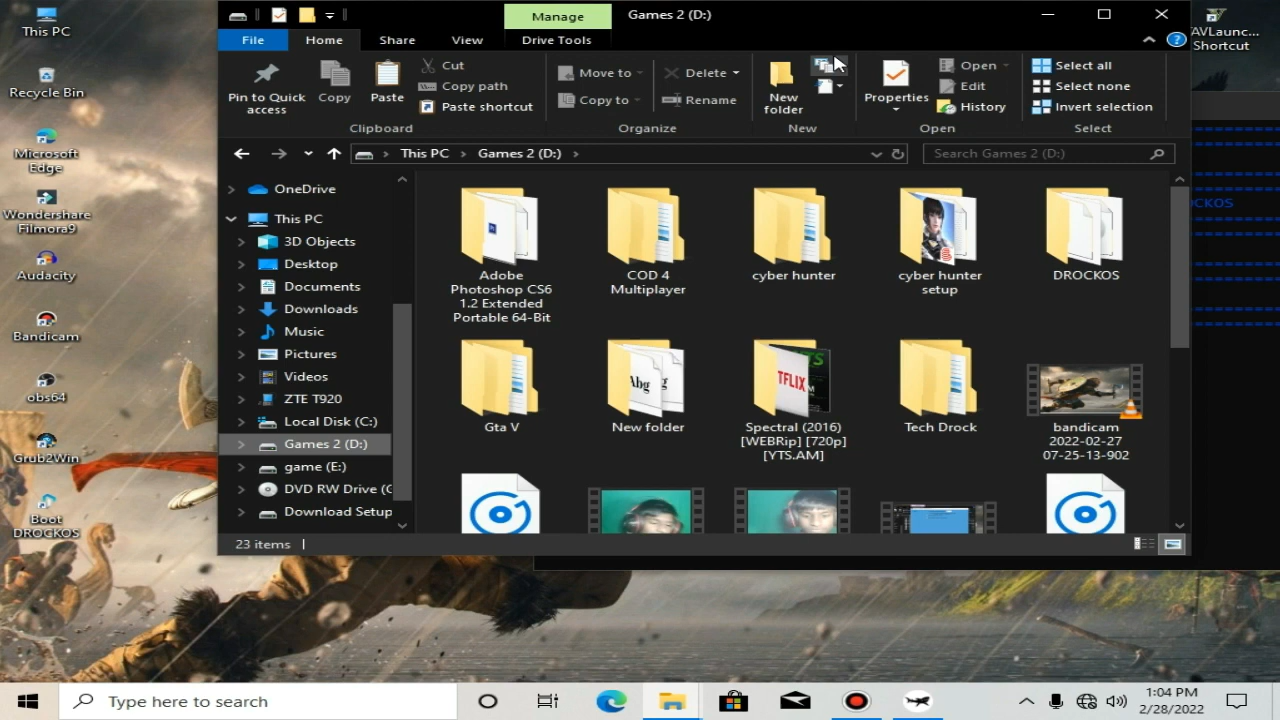 This PC
Recycle Bin
Microsoft
Edge
Wondershare
Filmora9
Audacity
Bandicam
obs64
Grub2Win
Boot
DROCKOS
Manage
Games 2 (D:)
File
Home
Share
View
Drive Tools
Pin to Quick
access
Copy
Paste
Cut
Copy path
Paste shortcut
Clipboard
Move to
Copy to
Delete
Rename
Organize
New
folder
New
Properties
Open
Edit
History
Open
Select all
Select none
Invert selection
Select
This PC
Games 2 (D:)
Search Games 2 (D:)
OneDrive
This PC
3D Objects
Desktop
Documents
Downloads
Music
Pictures
Videos
ZTE T920
Local Disk (C:)
Games 2 (D:)
game (E:)
DVD RW Drive (
Download Setup
Adobe
Photoshop CS6
1.2 Extended
Portable 64-Bit
COD 4
Multiplayer
cyber hunter
cyber hunter
setup
DROCKOS
Gta V
Abg
New folder
TFLIX
Spectral (2016)
[WEBRip] [720p]
[YTS.AM]
Tech Drock
bandicam
2022-02-27
07-25-13-902
23 items
AVLaunc...
Shortcut
OCKOS
Type here to search
1:04 PM
2/28/2022